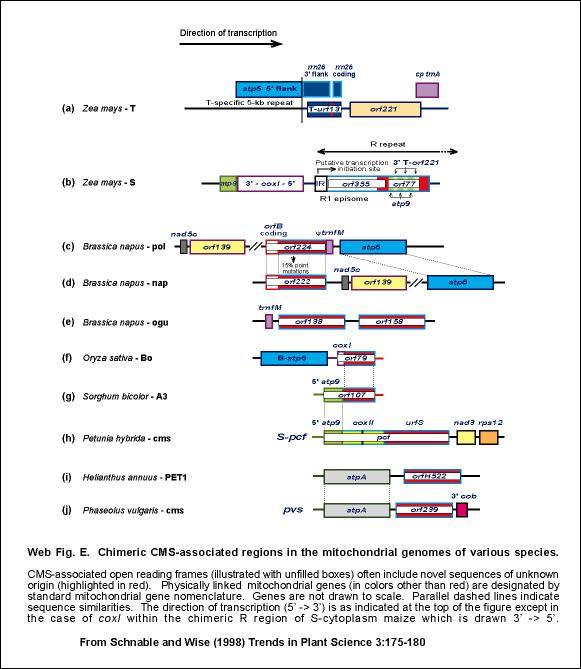 Direction of transcription
rrn26
3' flank
rrn26
coding
cp trnA
atp6 5' flank
T-specific 5-kb repeat
(a) Zea mays - T
T-urf13
orf221
R repeat
Putative transcription
initiation site
3' T-orf221
(b) Zea mays - S
atp9
3' - coxI - 5'
IR
orf355
orf77
R1 episome
atp9
orfB
coding
nad5c
ψtrnfM
(c) Brassica napus - pol
orf139
orf224
atp6
15% point
mutations
nad5c
(d) Brassica napus - nap
orf222
orf139
atp6
trnfM
(e) Brassica napus - ogu
orf138
orf158
coxI
(f) Oryza sativa - Bo
B-atp6
orf79
5' atp9
(g) Sorghum bicolor - A3
orf107
5' atp9
coxII
urfS
nad3
rps12
(h) Petunia hybrida - cms
S-pcf
pcf
(i) Helianthus annuus - PET1
atpA
orfH522
3' cob
(j) Phaseolus vulgaris - cms
pvs
atpA
orf239
Web Fig. E. Chimeric CMS-associated regions in the mitochondrial genomes of various species.
CMS-associated open reading frames (illustrated with unfilled boxes) often include novel sequences of unknown
origin (highlighted in red). Physically linked mitochondrial genes (in colors other than red) are designated by
standard mitochondrial gene nomenclature. Genes are not drawn to scale. Parallel dashed lines indicate
sequence similarities. The direction of transcription (5' -> 3') is as indicated at the top of the figure except in
the case of coxI within the chimeric R region of S-cytoplasm maize which is drawn 3' -> 5'.
From Schnable and Wise (1998) Trends in Plant Science 3:175-180